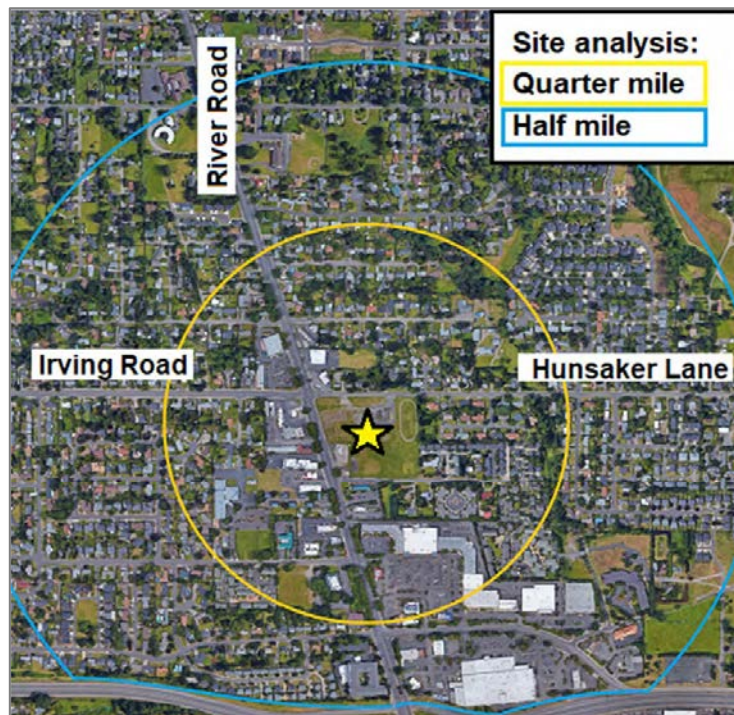 Site analysis:
Quarter mile
Half mile
River Road
Irving Road
Hunsaker Lane